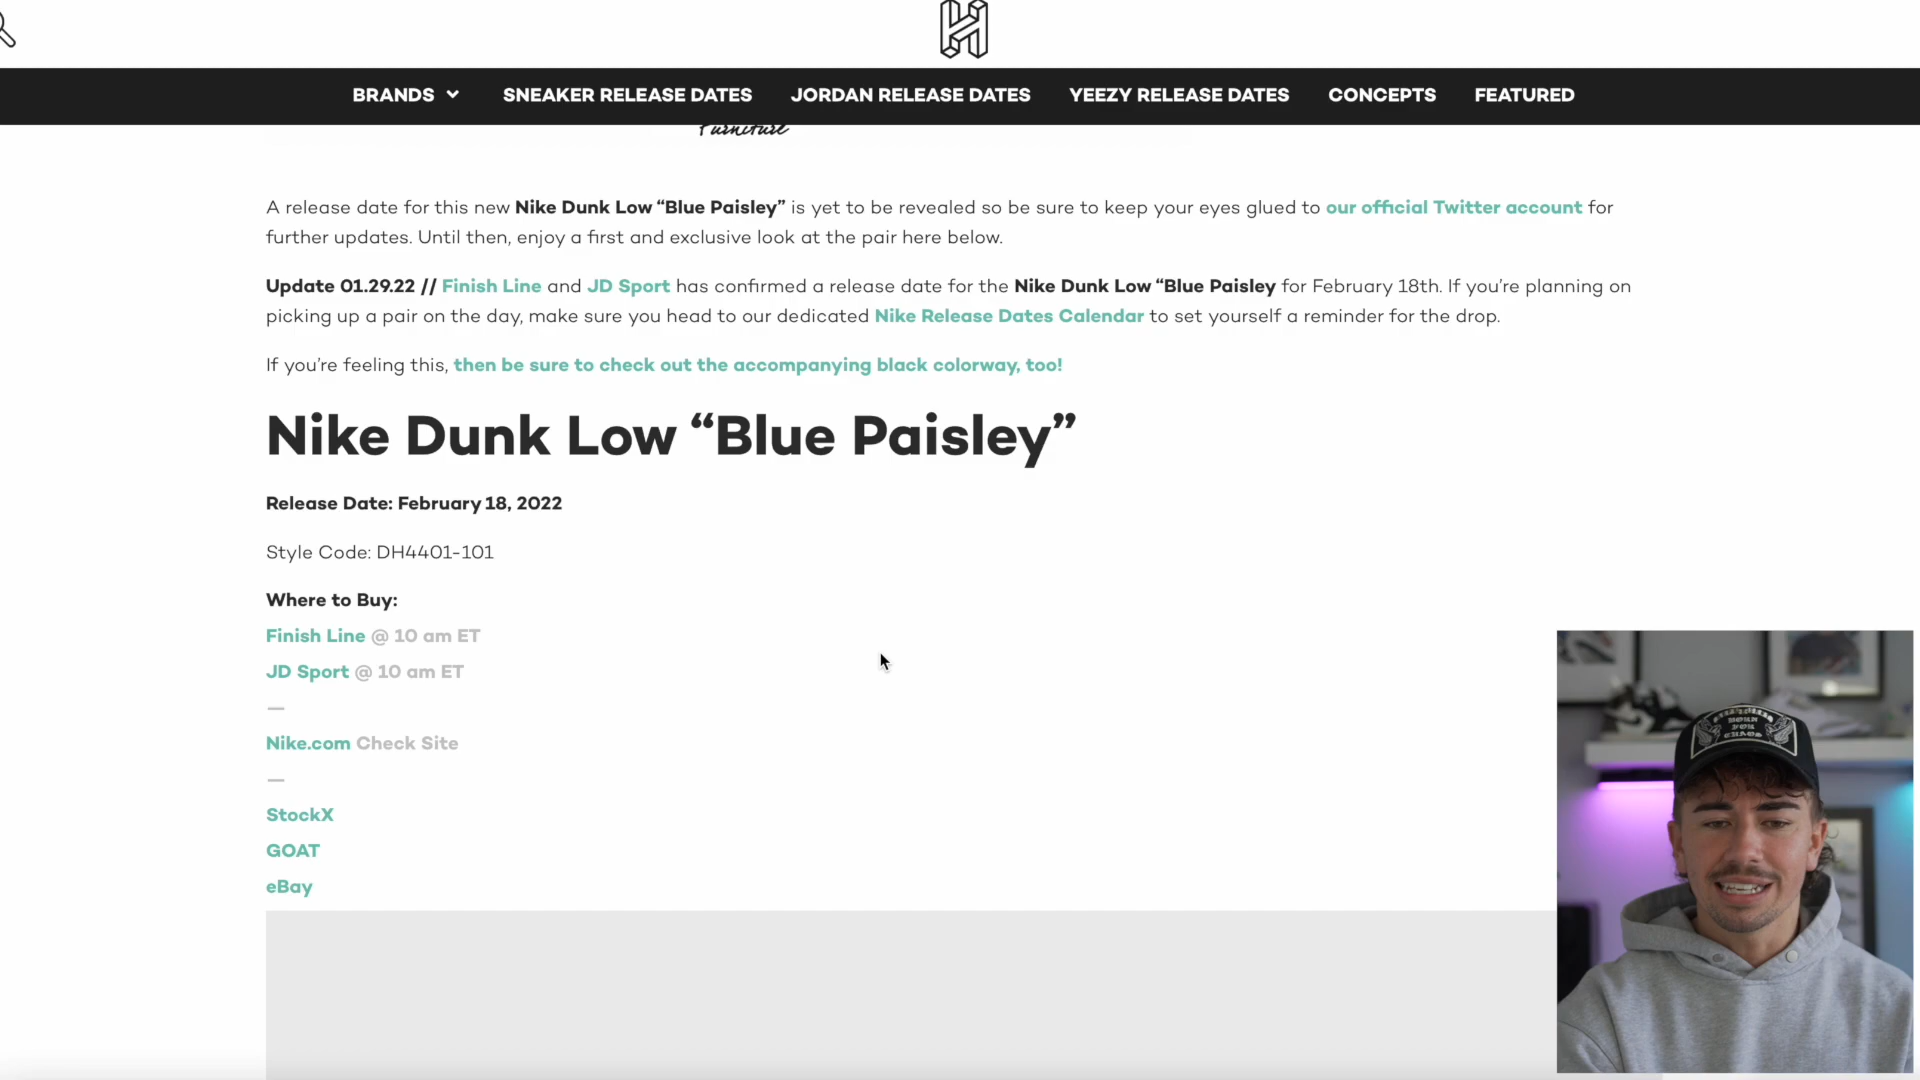 BRANDS SNEAKER RELEASE DATES JORDAN RELEASE DATES YEEZY RELEASE DATES CONCEPTS FEATURED
Furniture
A release date for this new Nike Dunk Low “Blue Paisley” is yet to be revealed so be sure to keep your eyes glued to our official Twitter account for
further updates. Until then, enjoy a first and exclusive look at the pair here below.
Update 01.29.22 // Finish Line and JD Sport has confirmed a release date for the Nike Dunk Low “Blue Paisley for February 18th. If you’re planning on
picking up a pair on the day, make sure you head to our dedicated Nike Release Dates Calendar to set yourself a reminder for the drop.
If you’re feeling this, then be sure to check out the accompanying black colorway, too!
Nike Dunk Low “Blue Paisley”
Release Date: February 18, 2022
Style Code: DH4401-101
Where to Buy:
Finish Line @ 10 am ET
JD Sport @ 10 am ET
—
Nike.com Check Site
—
StockX
GOAT
eBay
BORN
FOR
CHAOS